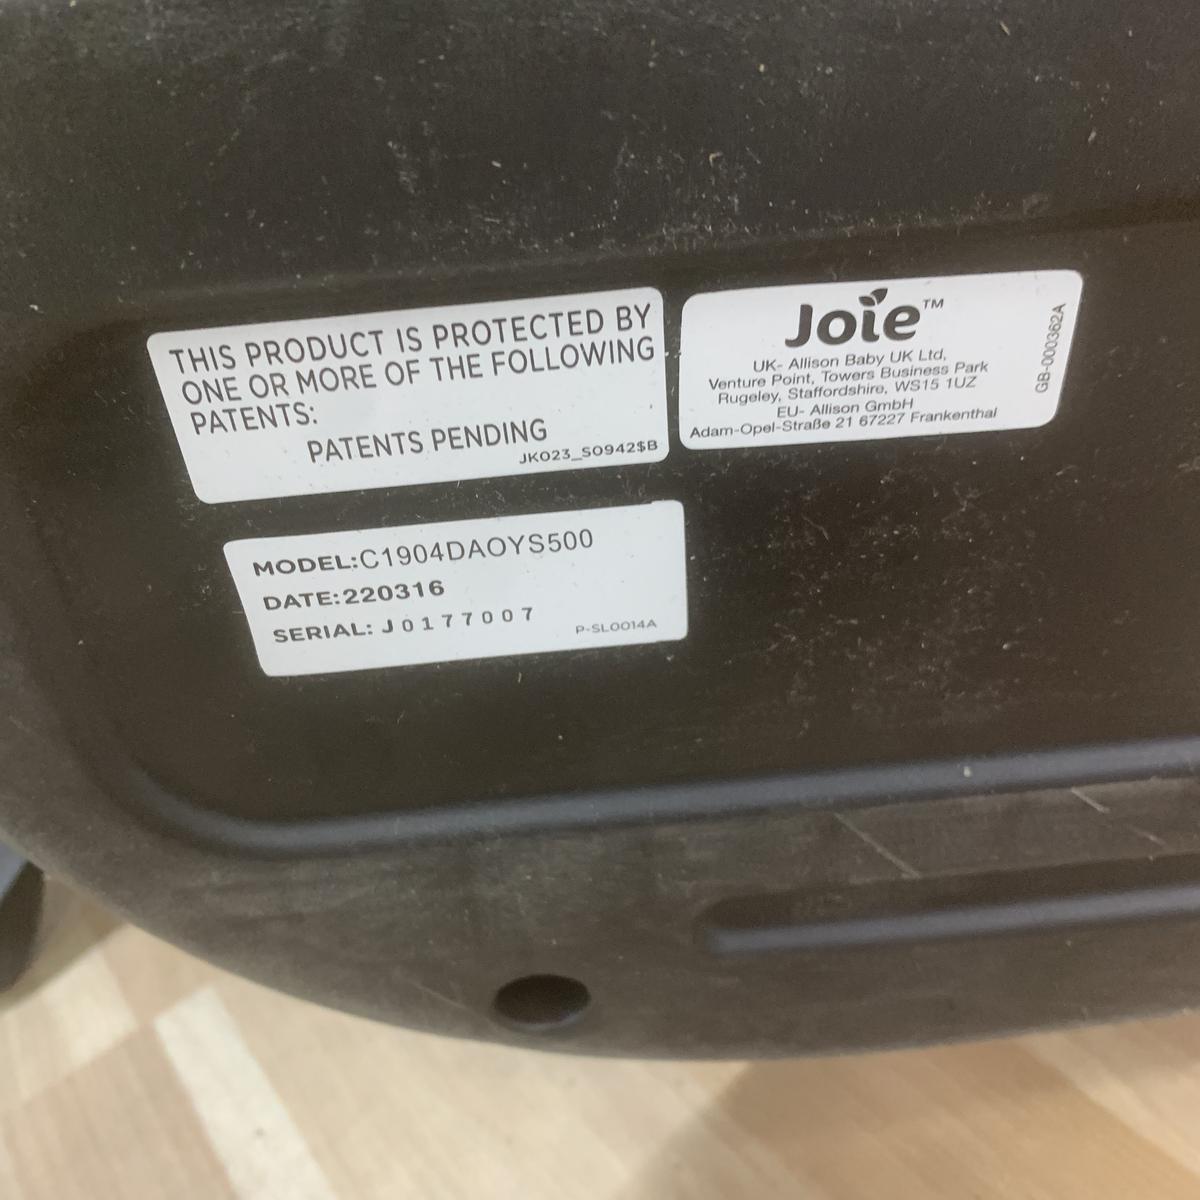 THIS PRODUCT IS PROTECTED BY
ONE OR MORE OF THE FOLLOWING
PATENTS:
PATENTS PENDING
JK023_S0942$B
Joie™
UK- Allison Baby UK Ltd,
Venture Point, Towers Business Park
Rugeley, Staffordshire, WS15 1UZ
EU- Allison GmbH
Adam-Opel-Straße 21 67227 Frankenthal
GB-000362A
MODEL:C1904DAOYS500
DATE:220316
SERIAL: J0177007
P-SL0014A